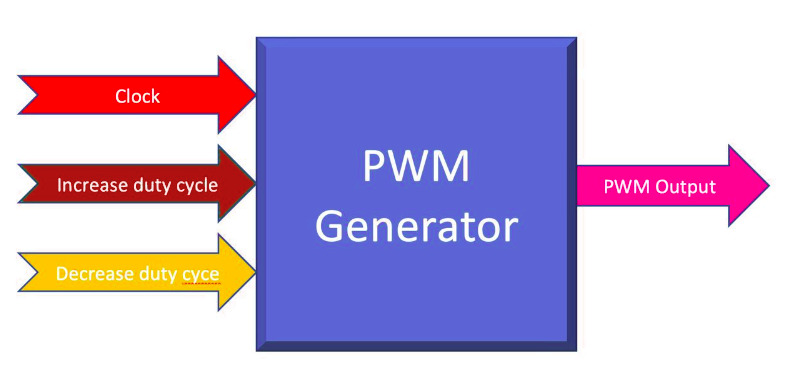 Clock
Increase duty cycle
Decrease duty cyce
PWM
Generator
PWM Output